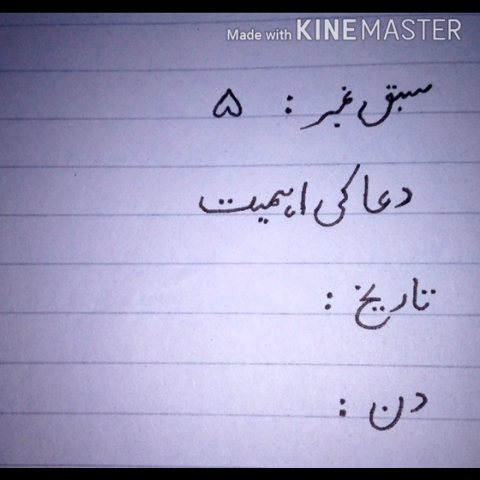 Made with KINEMASTER
سبق نمبر : ۵
دعا کی اہمیت
تاریخ :
دن :